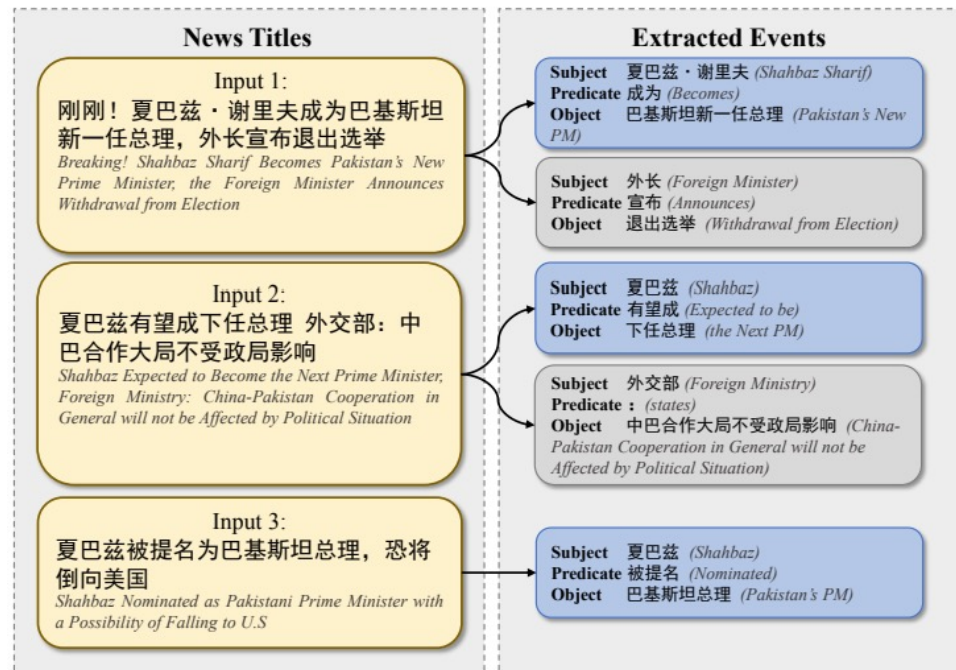 News Titles
Input 1:
刚刚！夏巴兹·谢里夫成为巴基斯坦
新一任总理，外长宣布退出选举
Breaking! Shahbaz Sharif Becomes Pakistan's New
Prime Minister, the Foreign Minister Announces
Withdrawal from Election
Input 2:
夏巴兹有望成下任总理 外交部：中
巴合作大局不受政局影响
Shahbaz Expected to Become the Next Prime Minister,
Foreign Ministry: China-Pakistan Cooperation in
General will not be Affected by Political Situation
Input 3:
夏巴兹被提名为巴基斯坦总理，恐将
倒向美国
Shahbaz Nominated as Pakistani Prime Minister with
a Possibility of Falling to U.S
Extracted Events
Subject 夏巴兹·谢里夫 (Shahbaz Sharif)
Predicate 成为 (Becomes)
Object 巴基斯坦新一任总理 (Pakistan's New
PM)
Subject 外长 (Foreign Minister)
Predicate 宣布 (Announces)
Object 退出选举 (Withdrawal from Election)
Subject 夏巴兹 (Shahbaz)
Predicate 有望成 (Expected to be)
Object 下任总理 (the Next PM)
Subject 外交部 (Foreign Ministry)
Predicate ：(states)
Object 中巴合作大局不受政局影响 (China-
Pakistan Cooperation in General will not be
Affected by Political Situation)
Subject 夏巴兹 (Shahbaz)
Predicate 被提名 (Nominated)
Object 巴基斯坦总理 (Pakistan's PM)